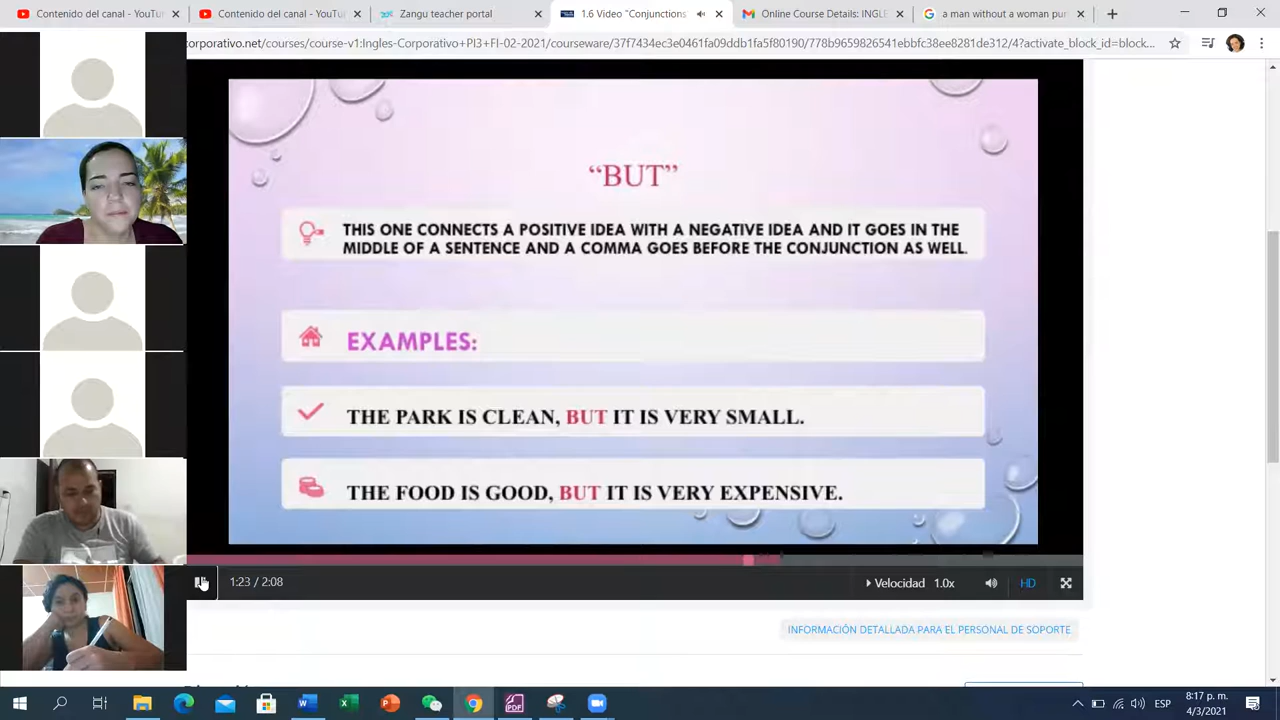 Contenido del canal - YouTu
Contenido del canal - YouTu
Zangu teacher portal
1.6 Video "Conjunctions
Online Course Details: INGLE
a man without a woman pu
corporativo.net/courses/course-v1:Ingles-Corporativo+PI3+FI-02-2021/courseware/37f7434ec3e0461fa09ddb1fa5f80190/778b96598265411ebbfc38ee8281de312/4?activate_block_id=block...
“BUT”
THIS ONE CONNECTS A POSITIVE IDEA WITH A NEGATIVE IDEA AND IT GOES IN THE
MIDDLE OF A SENTENCE AND A COMMA GOES BEFORE THE CONJUNCTION AS WELL.
EXAMPLES:
THE PARK IS CLEAN, BUT IT IS VERY SMALL.
THE FOOD IS GOOD, BUT IT IS VERY EXPENSIVE.
1:23 / 2:08
Velocidad 1.0x
HD
INFORMACIÓN DETALLADA PARA EL PERSONAL DE SOPORTE
8:17 p. m.
ESP
4/3/2021